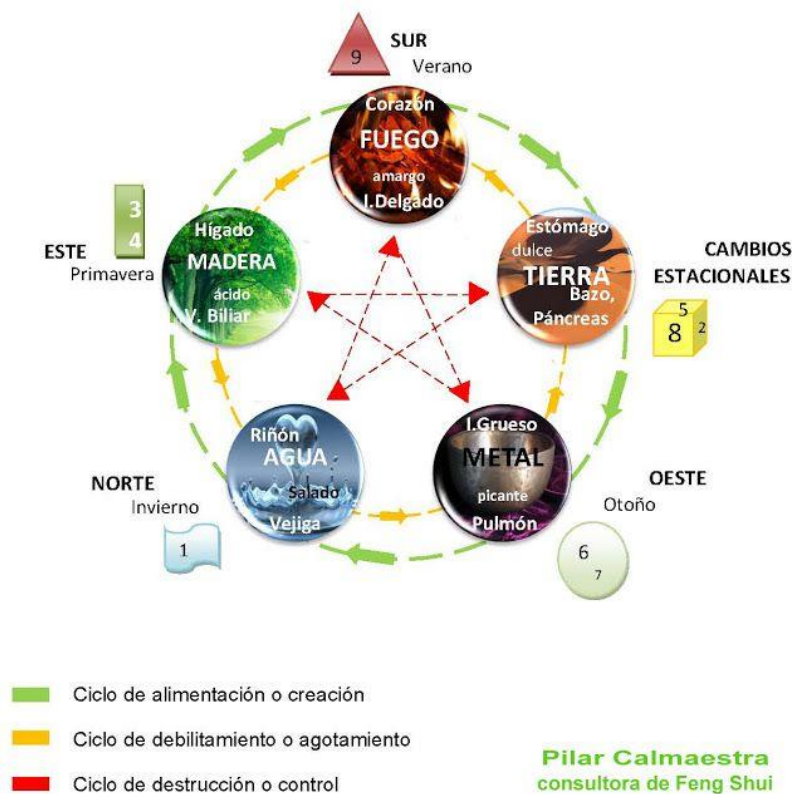 9
SUR
Verano
Corazón
FUEGO
amargo
I.Delgado
3
4
ESTE
Primavera
Hígado
MADERA
ácido
V. Biliar
Estómago
dulce
TIERRA
Bazo,
Páncreas
CAMBIOS
ESTACIONALES
5
8 2
Riñón
AGUA
Salado
Vejiga
NORTE
Invierno
1
I.Grueso
METAL
picante
Pulmón
OESTE
Otoño
6
7
Ciclo de alimentación o creación
Ciclo de debilitamiento o agotamiento
Ciclo de destrucción o control
Pilar Calmaestra
consultora de Feng Shui